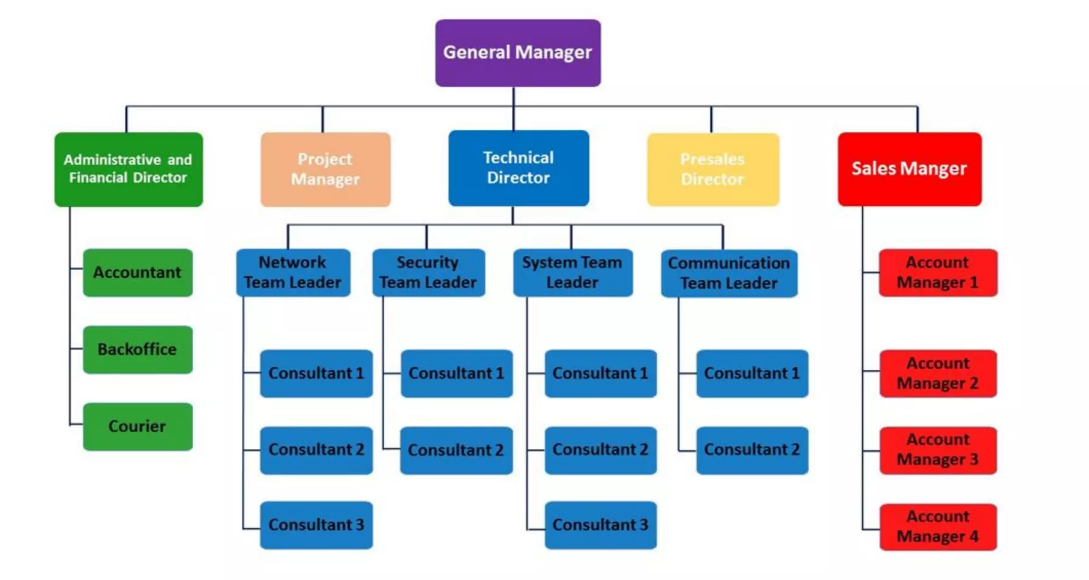 General Manager
Administrative and
Financial Director
Project
Manager
Technical
Director
Presales
Director
Sales Manger
Network
Team Leader
Security
Team Leader
System Team
Leader
Communication
Team Leader
Accountant
Backoffice
Courier
Consultant 1
Consultant 2
Consultant 3
Consultant 1
Consultant 2
Consultant 1
Consultant 2
Consultant 3
Consultant 1
Consultant 2
Account
Manager 1
Account
Manager 2
Account
Manager 3
Account
Manager 4